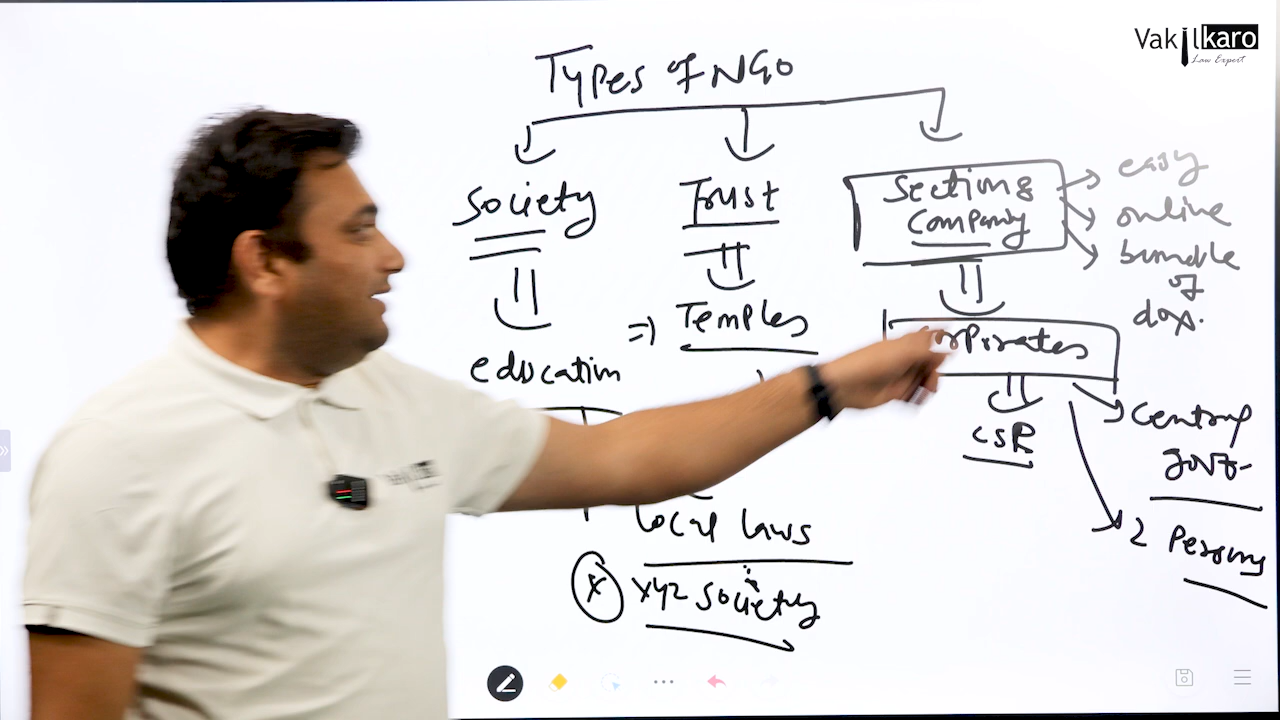 Vakilkaro
Law Expert
Types of NGO
Society
Trust
Section 8
Company
easy
online
bundle
of
dox.
education
=> Temples
CSR
Central
govt.
2 Persons
local laws
X XYZ Society